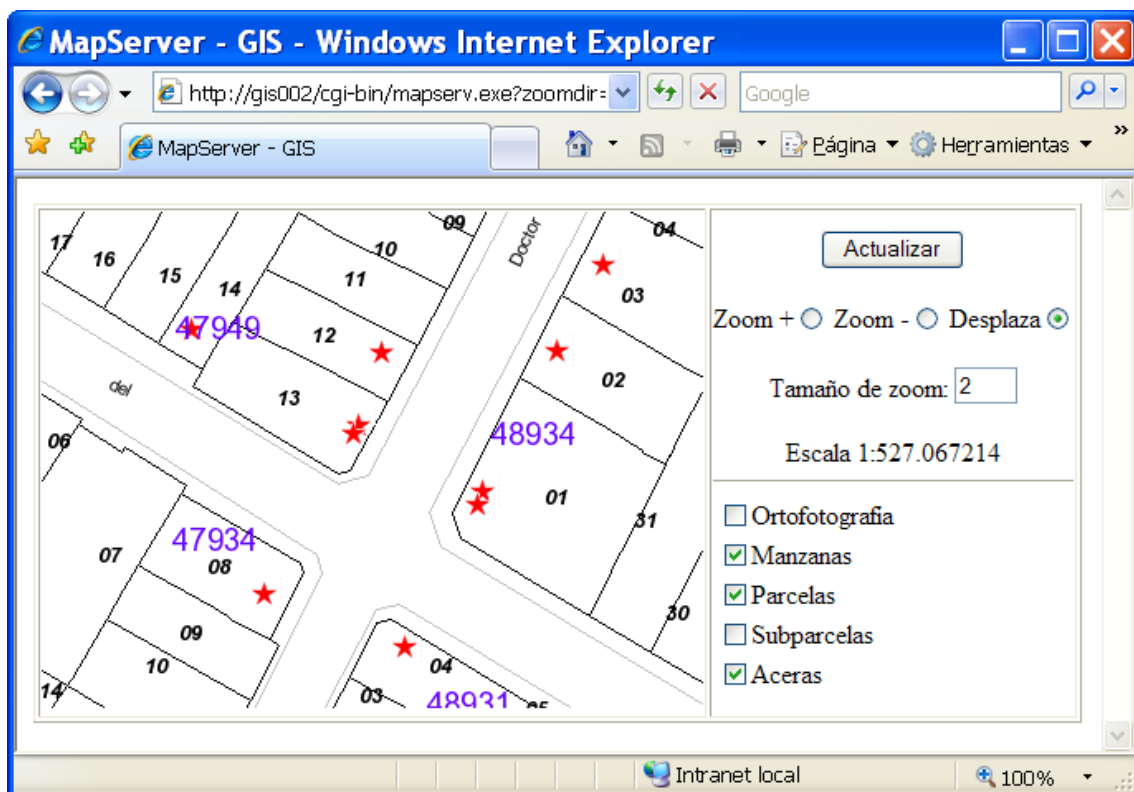 MapServer - GIS - Windows Internet Explorer
http://gis002/cgi-bin/mapserv.exe?zoomdir=
Google
MapServer - GIS
Página
Herramientas
»
17
16
15
14
47949
09
10
11
12
13
Doctor
04
03
02
48934
01
31
30
del
06
07
47934
08
09
10
14
04
03
48931
Actualizar
Zoom + Zoom - Desplaza
Tamaño de zoom: 2
Escala 1:527.067214
Ortofotografia
Manzanas
Parcelas
Subparcelas
Aceras
Intranet local
100%